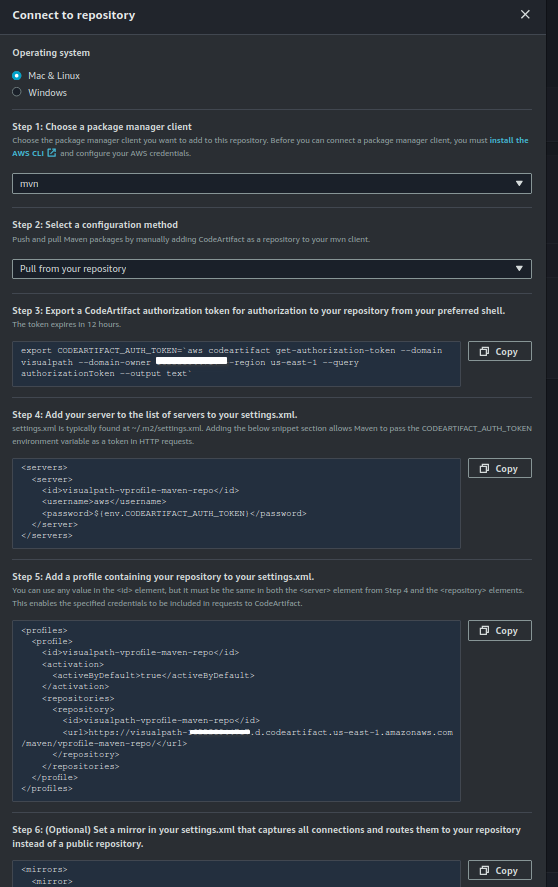 Connect to repository
Operating system
Mac & Linux
Windows
Step 1: Choose a package manager client
Choose the package manager client you want to add to this repository. Before you can connect a package manager client, you must install the
AWS CLI and configure your AWS credentials.
mvn
Step 2: Select a configuration method
Push and pull Maven packages by manually adding CodeArtifact as a repository to your mvn client.
Pull from your repository
Step 3: Export a CodeArtifact authorization token for authorization to your repository from your preferred shell.
The token expires in 12 hours.
export CODEARTIFACT_AUTH_TOKEN=`aws codeartifact get-authorization-token --domain
visualpath --domain-owner -region us-east-1 --query
authorizationToken --output text`
Copy
Step 4: Add your server to the list of servers to your settings.xml.
settings.xml is typically found at ~/.m2/settings.xml. Adding the below snippet section allows Maven to pass the CODEARTIFACT_AUTH_TOKEN
environment variable as a token in HTTP requests.
<servers>
  <server>
    <id>visualpath-vprofile-maven-repo</id>
    <username>aws</username>
    <password>${env.CODEARTIFACT_AUTH_TOKEN}</password>
  </server>
</servers>
Copy
Step 5: Add a profile containing your repository to your settings.xml.
You can use any value in the <id> element, but it must be the same in both the <server> element from Step 4 and the <repository> elements.
This enables the specified credentials to be included in requests to CodeArtifact.
<profiles>
  <profile>
    <id>visualpath-vprofile-maven-repo</id>
    <activation>
      <activeByDefault>true</activeByDefault>
    </activation>
    <repositories>
      <repository>
        <id>visualpath-vprofile-maven-repo</id>
        <url>https://visualpath-.d.codeartifact.us-east-1.amazonaws.com
/maven/vprofile-maven-repo/</url>
      </repository>
    </repositories>
  </profile>
</profiles>
Copy
Step 6: (Optional) Set a mirror in your settings.xml that captures all connections and routes them to your repository
instead of a public repository.
<mirrors>
  <mirror>
Copy